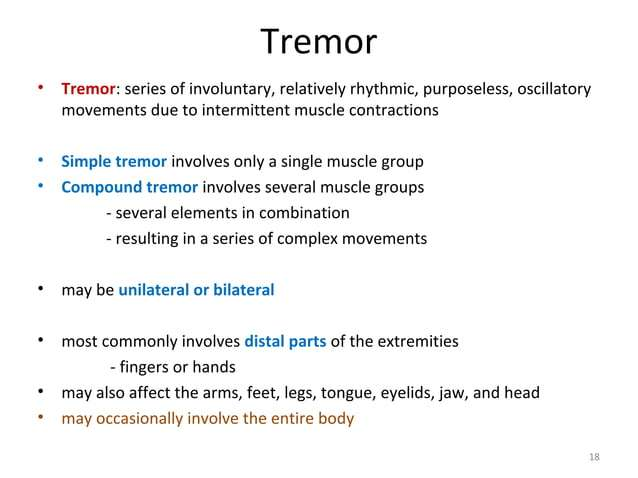 Tremor
• Tremor: series of involuntary, relatively rhythmic, purposeless, oscillatory
movements due to intermittent muscle contractions
• Simple tremor involves only a single muscle group
• Compound tremor involves several muscle groups
- several elements in combination
- resulting in a series of complex movements
• may be unilateral or bilateral
• most commonly involves distal parts of the extremities
- fingers or hands
• may also affect the arms, feet, legs, tongue, eyelids, jaw, and head
• may occasionally involve the entire body
18